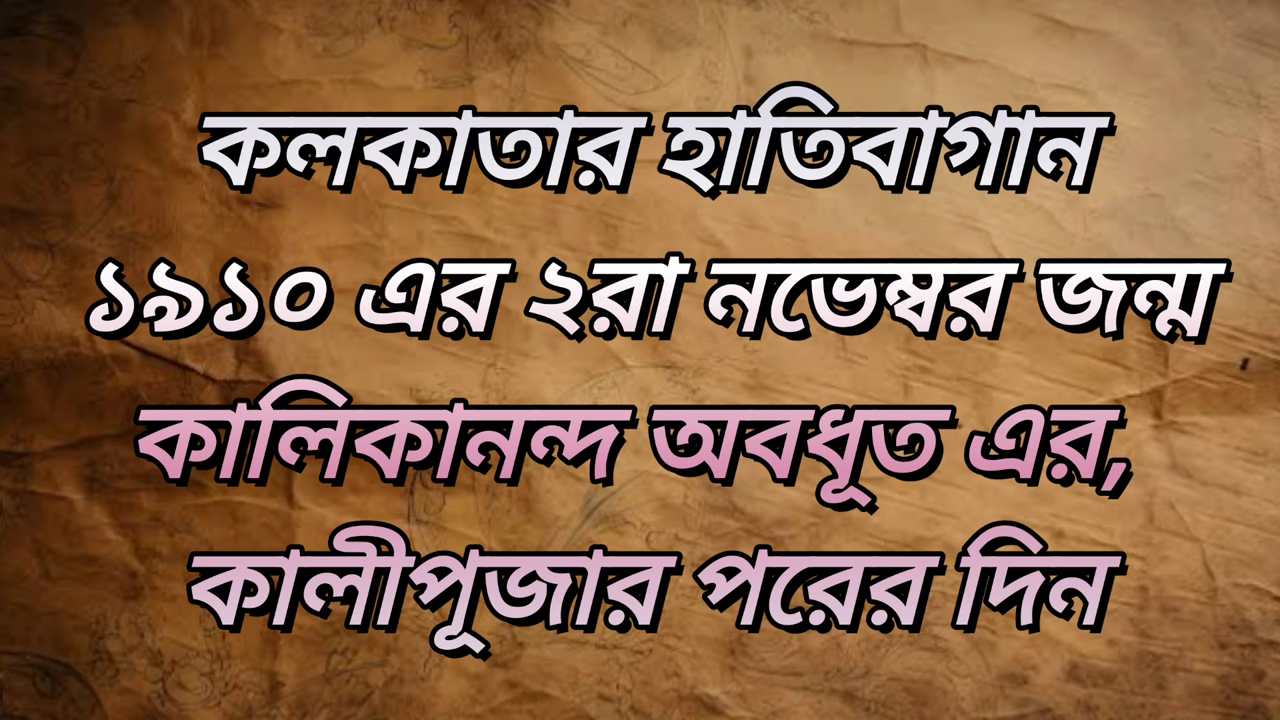 কলকাতার হাতিবাগান
১৯১০ এর ২রা নভেম্বর জন্ম
কালিকানন্দ অবধূত এর,
কালীপূজার পরের দিন